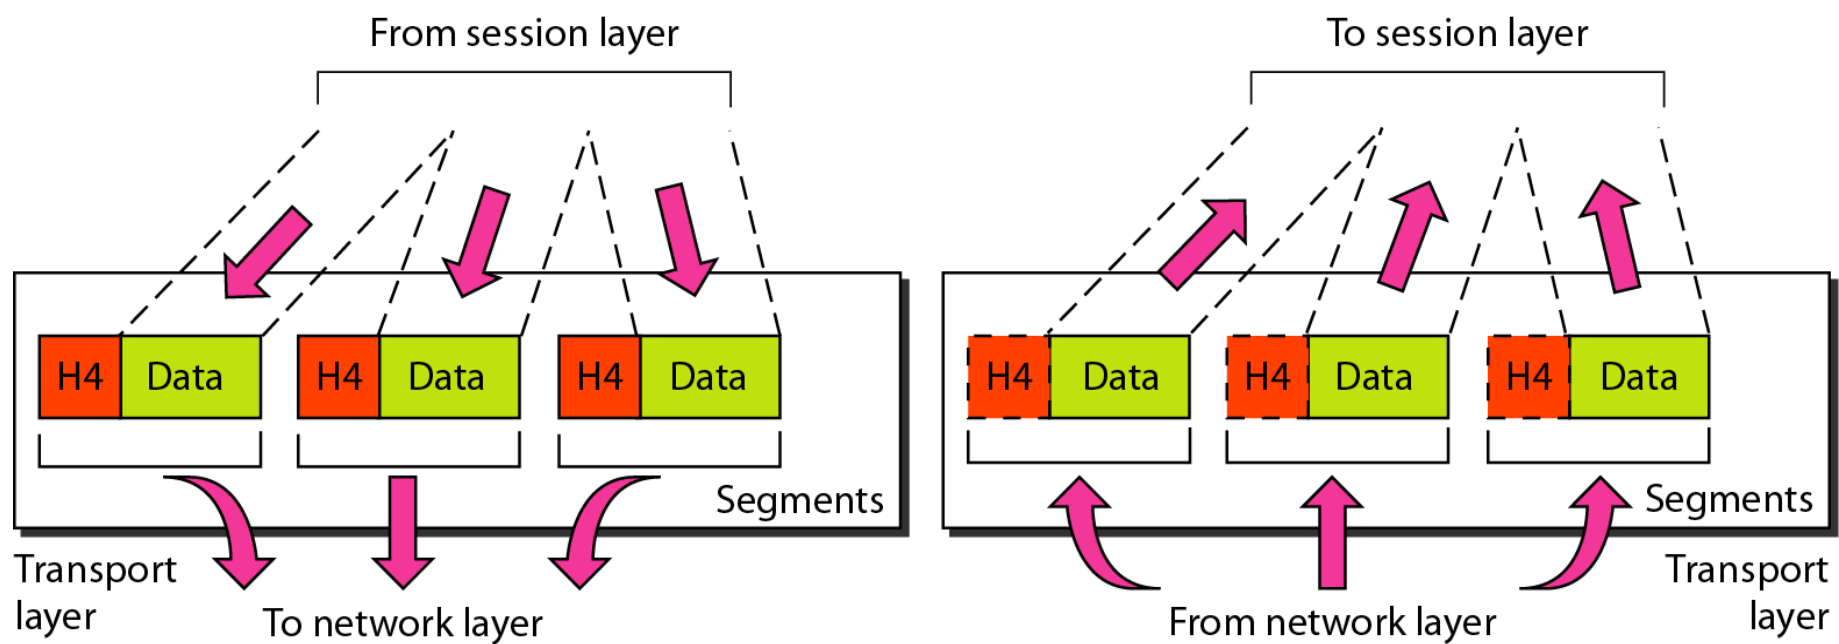 From session layer
To session layer
H4 Data H4 Data H4 Data
H4 Data H4 Data H4 Data
Segments
Segments
Transport
layer
To network layer
From network layer
Transport
layer